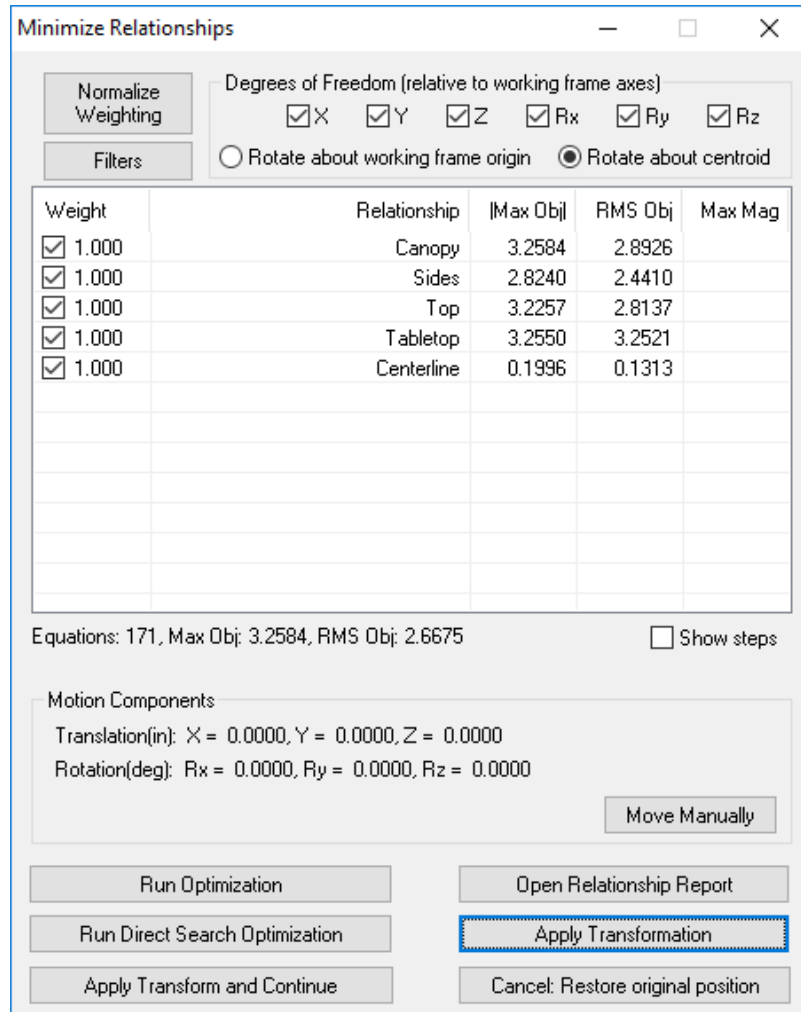 Minimize Relationships
Normalize
Weighting
Filters
Degrees of Freedom (relative to working frame axes)
X Y Z Rx Ry Rz
Rotate about working frame origin Rotate about centroid
Weight Relationship |Max Obj| RMS Obj Max Mag
1.000 Canopy 3.2584 2.8926
1.000 Sides 2.8240 2.4410
1.000 Top 3.2257 2.8137
1.000 Tabletop 3.2550 3.2521
1.000 Centerline 0.1996 0.1313
Equations: 171, Max Obj: 3.2584, RMS Obj: 2.6675 Show steps
Motion Components
Translation(in): X = 0.0000, Y = 0.0000, Z = 0.0000
Rotation(deg): Rx = 0.0000, Ry = 0.0000, Rz = 0.0000
Move Manually
Run Optimization Open Relationship Report
Run Direct Search Optimization Apply Transformation
Apply Transform and Continue Cancel: Restore original position